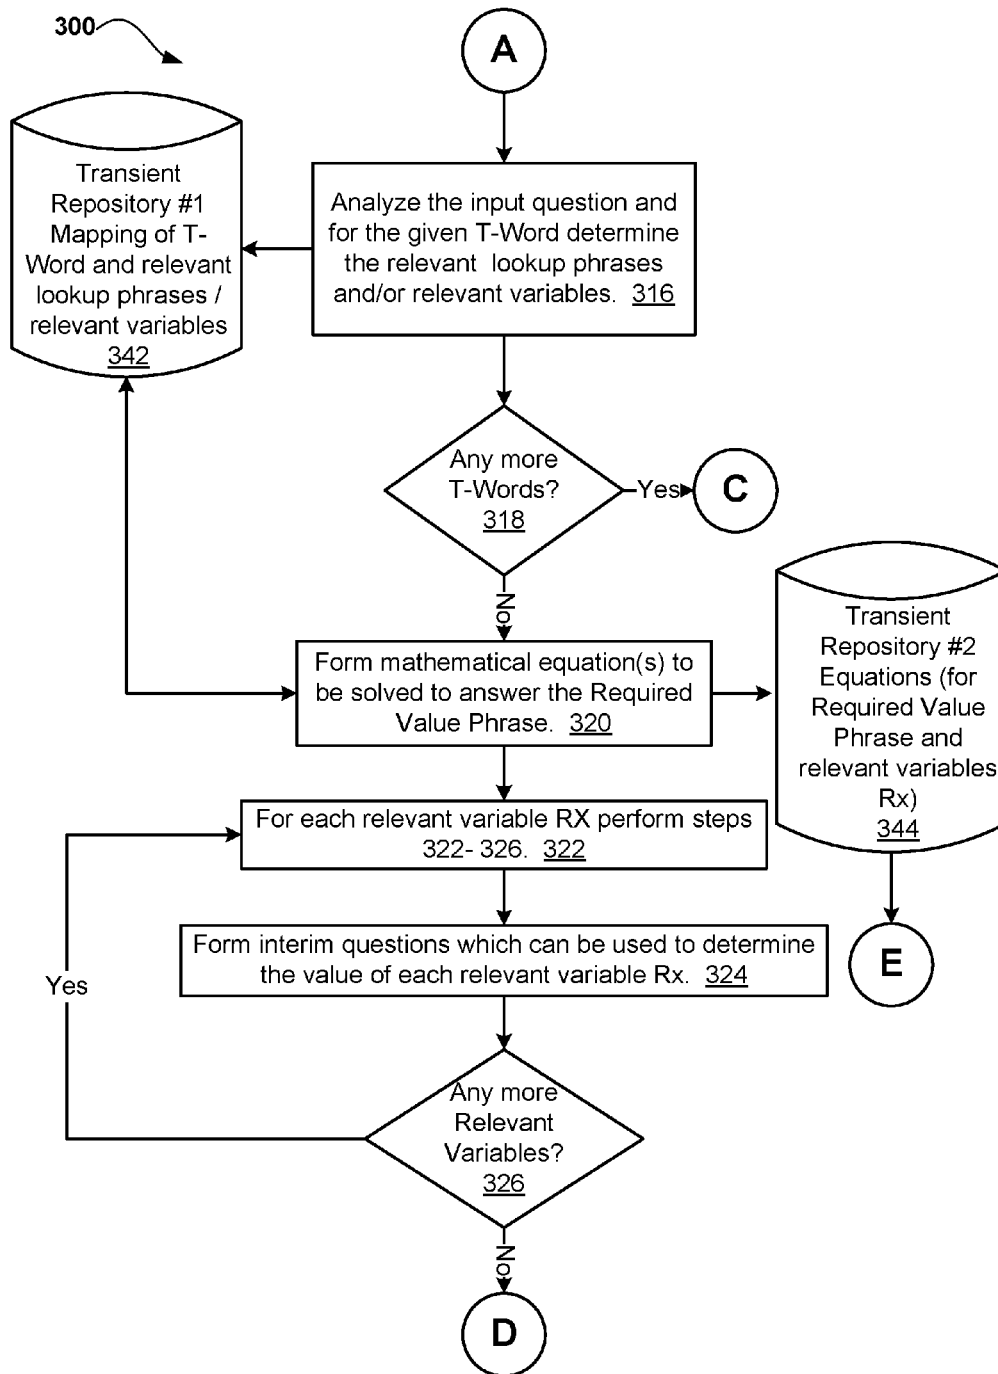 300
A
Transient
Repository #1
Mapping of T-
Word and relevant
lookup phrases /
relevant variables
342
Analyze the input question and
for the given T-Word determine
the relevant lookup phrases
and/or relevant variables. 316
Any more
T-Words?
318
Yes
C
No
Form mathematical equation(s) to
be solved to answer the Required
Value Phrase. 320
Transient
Repository #2
Equations (for
Required Value
Phrase and
relevant variables
Rx)
344
For each relevant variable RX perform steps
322- 326. 322
Form interim questions which can be used to determine
the value of each relevant variable Rx. 324
E
Yes
Any more
Relevant
Variables?
326
No
D